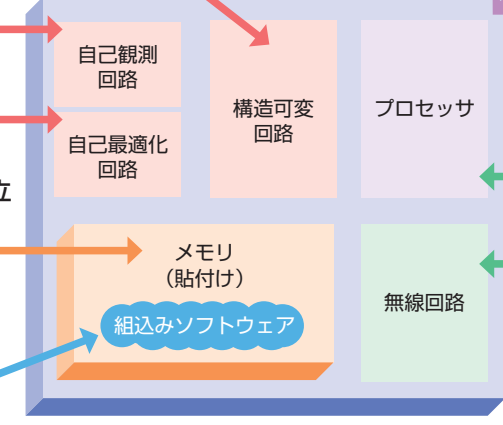 自己観測
回路
構造可変
回路
プロセッサ
自己最適化
回路
立
メモリ
（貼付け）
組込みソフトウェア
無線回路